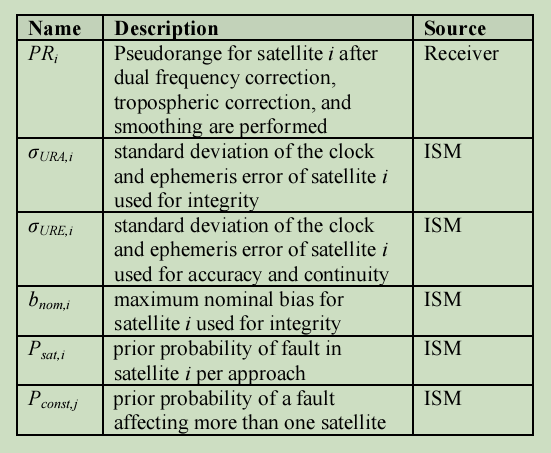 Name Description Source
PRi Pseudorange for satellite i after Receiver
dual frequency correction,
tropospheric correction, and
smoothing are performed
σURA,i standard deviation of the clock ISM
and ephemeris error of satellite i
used for integrity
σURE,i standard deviation of the clock ISM
and ephemeris error of satellite i
used for accuracy and continuity
bnom,i maximum nominal bias for ISM
satellite i used for integrity
Psat,i prior probability of fault in ISM
satellite i per approach
Pconst,j prior probability of a fault ISM
affecting more than one satellite